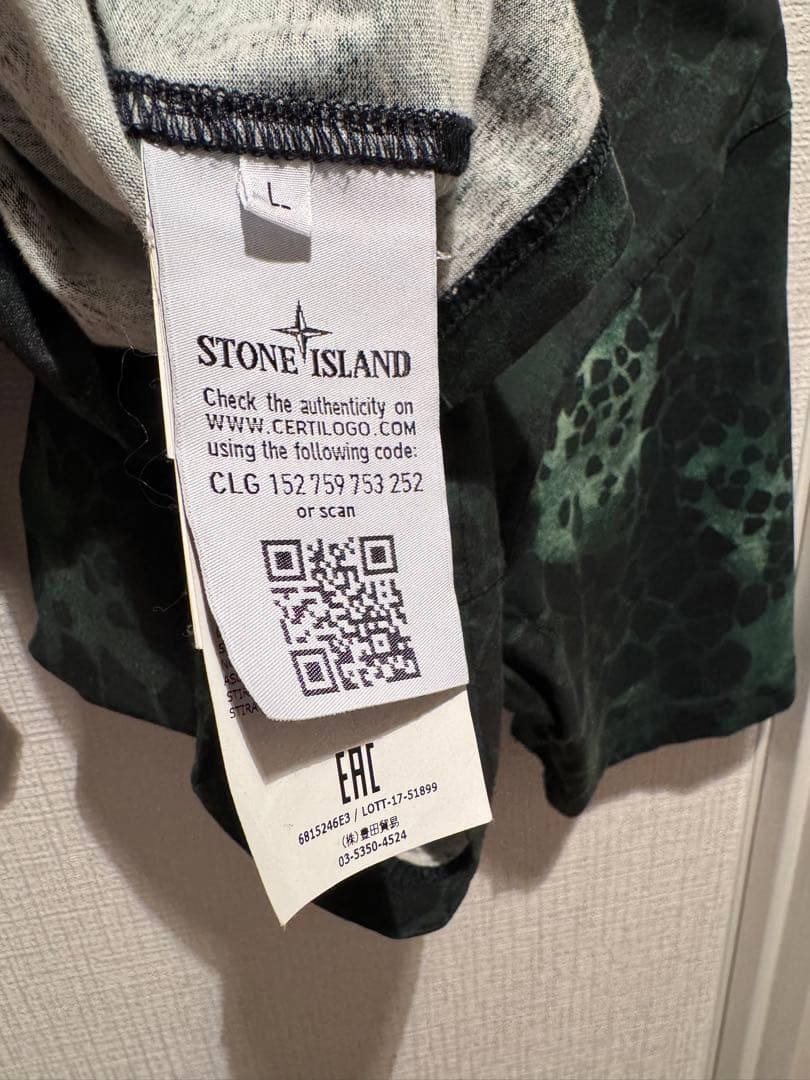 L
STONE ISLAND
Check the authenticity on
WWW.CERTILOGO.COM
using the following code:
CLG 152 759 753 252
or scan
EAC
6815246E3 / LOTT-17-51899
(株)豊田貿易
03-5350-4524